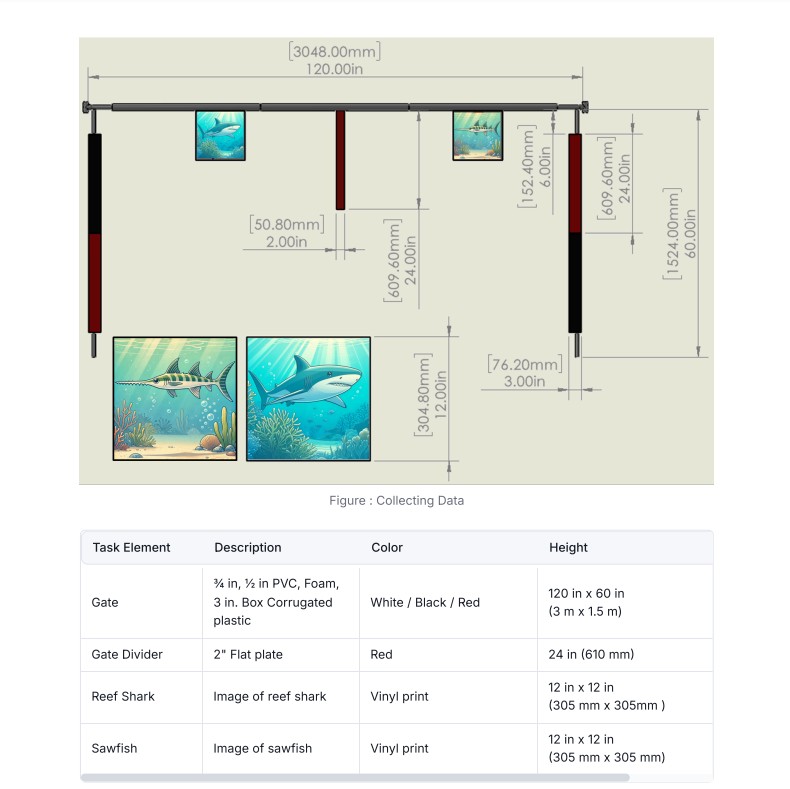 [3048.00mm]
120.00in
[152.40mm]
6.00in
[609.60mm]
24.00in
[50.80mm]
2.00in
[609.60mm]
24.00in
[1524.00mm]
60.00in
[76.20mm]
3.00in
[304.80mm]
12.00in
Figure : Collecting Data
Task Element Description Color Height
Gate
¾ in, ½ in PVC, Foam,
3 in. Box Corrugated
plastic
White / Black / Red
120 in x 60 in
(3 m x 1.5 m)
Gate Divider 2" Flat plate Red 24 in (610 mm)
Reef Shark Image of reef shark Vinyl print
12 in x 12 in
(305 mm x 305mm )
Sawfish Image of sawfish Vinyl print
12 in x 12 in
(305 mm x 305 mm)